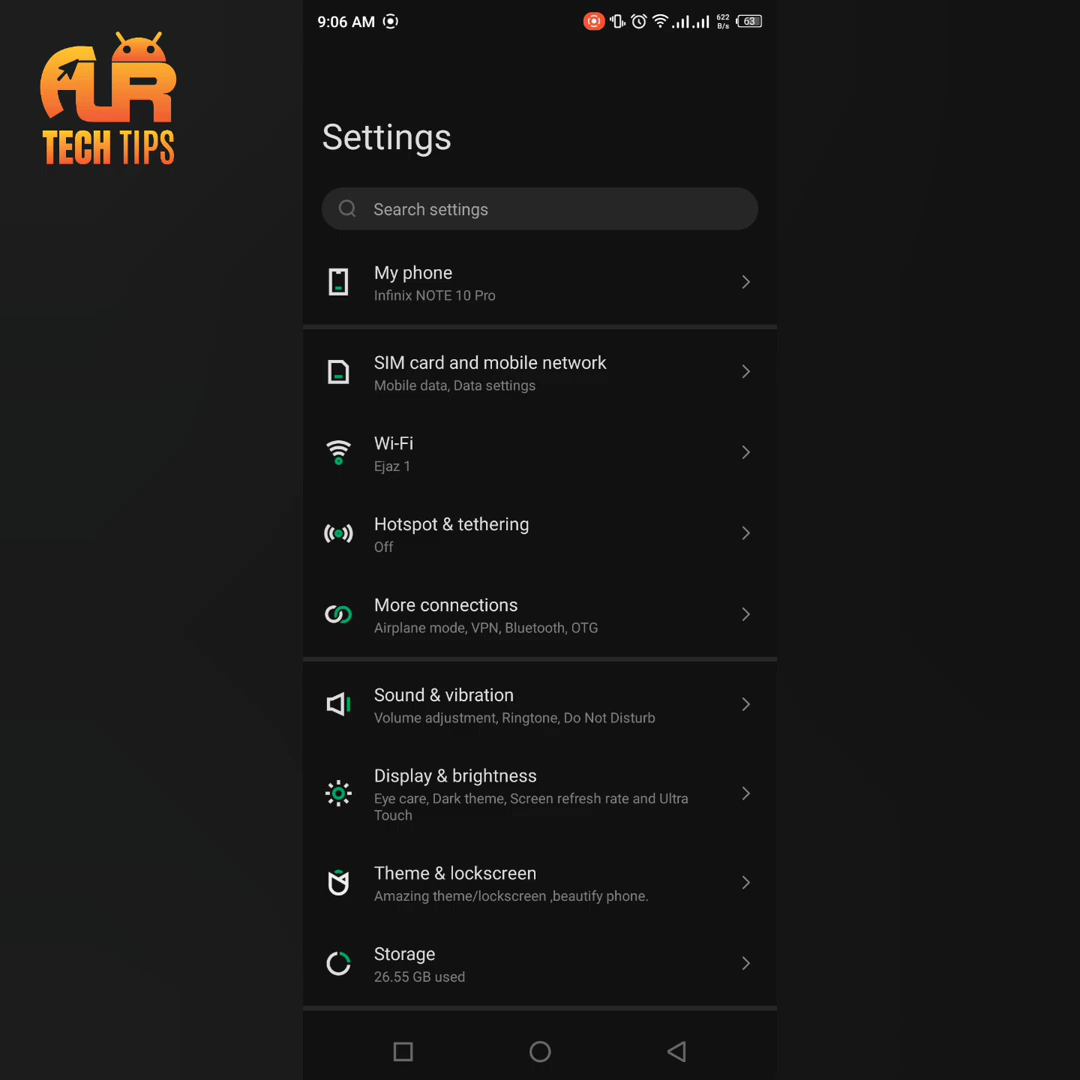 9:06 AM
622
B/s
63
ALR
TECH TIPS
Settings
Search settings
My phone
Infinix NOTE 10 Pro
SIM card and mobile network
Mobile data, Data settings
Wi-Fi
Ejaz 1
Hotspot & tethering
Off
More connections
Airplane mode, VPN, Bluetooth, OTG
Sound & vibration
Volume adjustment, Ringtone, Do Not Disturb
Display & brightness
Eye care, Dark theme, Screen refresh rate and Ultra
Touch
Theme & lockscreen
Amazing theme/lockscreen ,beautify phone.
Storage
26.55 GB used